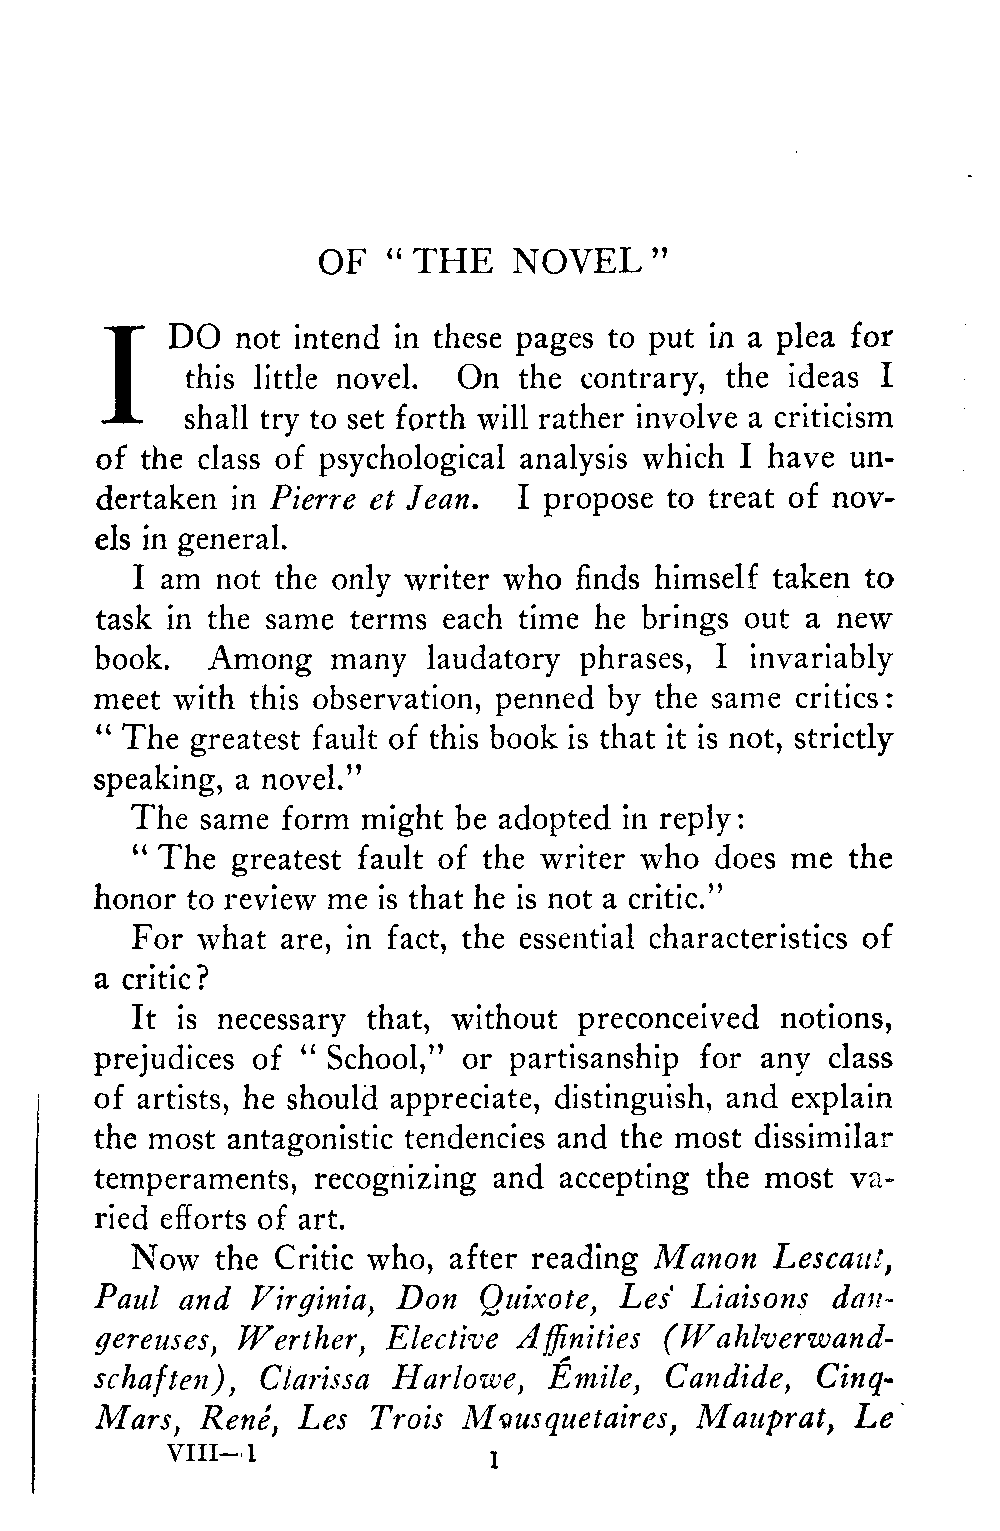 OF “ THE NOVEL ”
I DO not intend in these pages to put in a plea for
this little novel. On the contrary, the ideas I
shall try to set forth will rather involve a criticism
of the class of psychological analysis which I have un-
dertaken in Pierre et Jean. I propose to treat of nov-
els in general.
I am not the only writer who finds himself taken to
task in the same terms each time he brings out a new
book. Among many laudatory phrases, I invariably
meet with this observation, penned by the same critics:
“ The greatest fault of this book is that it is not, strictly
speaking, a novel.”
The same form might be adopted in reply:
“ The greatest fault of the writer who does me the
honor to review me is that he is not a critic.”
For what are, in fact, the essential characteristics of
a critic?
It is necessary that, without preconceived notions,
prejudices of “ School,” or partisanship for any class
of artists, he should appreciate, distinguish, and explain
the most antagonistic tendencies and the most dissimilar
temperaments, recognizing and accepting the most va-
ried efforts of art.
Now the Critic who, after reading Manon Lescaut,
Paul and Virginia, Don Quixote, Les Liaisons dan-
gereuses, Werther, Elective Affinities (Wahlverwand-
schaften), Clarissa Harlowe, Émile, Candide, Cinq-
Mars, René, Les Trois Mousquetaires, Mauprat, Le
VIII—1 1